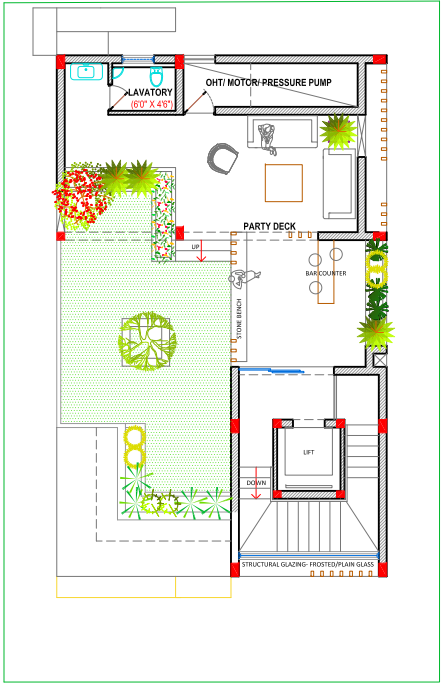 OHT/ MOTOR/ PRESSURE PUMP
LAVATORY
(6'0" X 4'6")
PARTY DECK
UP
BAR COUNTER
STONE BENCH
LIFT
DOWN
STRUCTURAL GLAZING- FROSTED/PLAIN GLASS